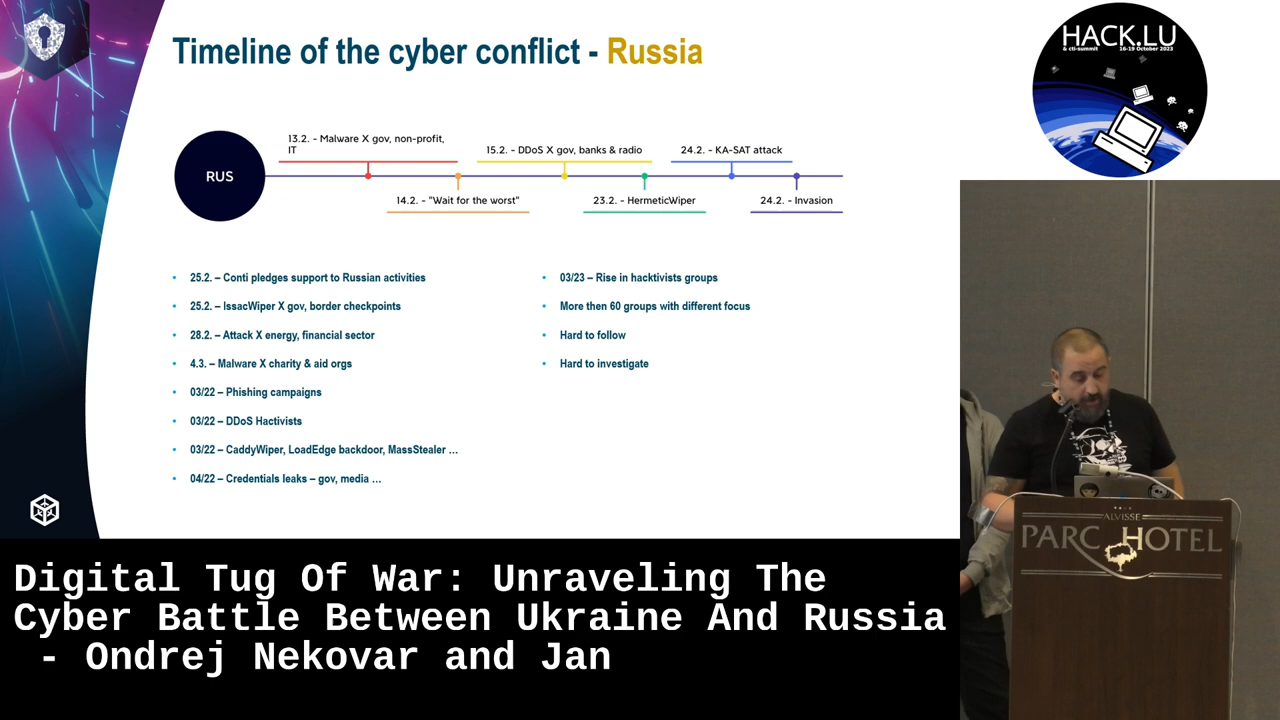 Timeline of the cyber conflict - Russia
HACK.LU
& cti-summit 16-19 October 2023
RUS
13.2. - Malware X gov, non-profit,
IT
15.2. - DDoS X gov, banks & radio
24.2. - KA-SAT attack
14.2. - "Wait for the worst"
23.2. - HermeticWiper
24.2. - Invasion
• 25.2. – Conti pledges support to Russian activities
• 25.2. – IssacWiper X gov, border checkpoints
• 28.2. – Attack X energy, financial sector
• 4.3. – Malware X charity & aid orgs
• 03/22 – Phishing campaigns
• 03/22 – DDoS Hactivists
• 03/22 – CaddyWiper, LoadEdge backdoor, MassStealer ...
• 04/22 – Credentials leaks – gov, media ...
• 03/23 – Rise in hacktivists groups
• More then 60 groups with different focus
• Hard to follow
• Hard to investigate
ALVISSE
PARC HOTEL
Digital Tug Of War: Unraveling The
Cyber Battle Between Ukraine And Russia
- Ondrej Nekovar and Jan